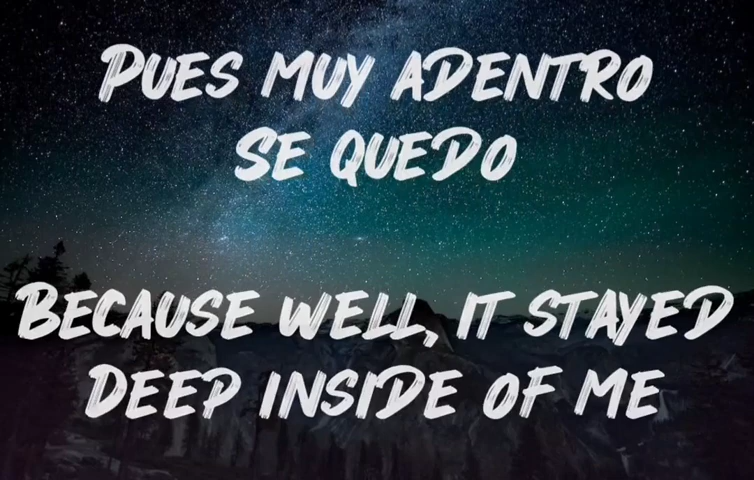 PUES MUY ADENTRO
SE QUEDO
BECAUSE WELL, IT STAYED
DEEP INSIDE OF ME